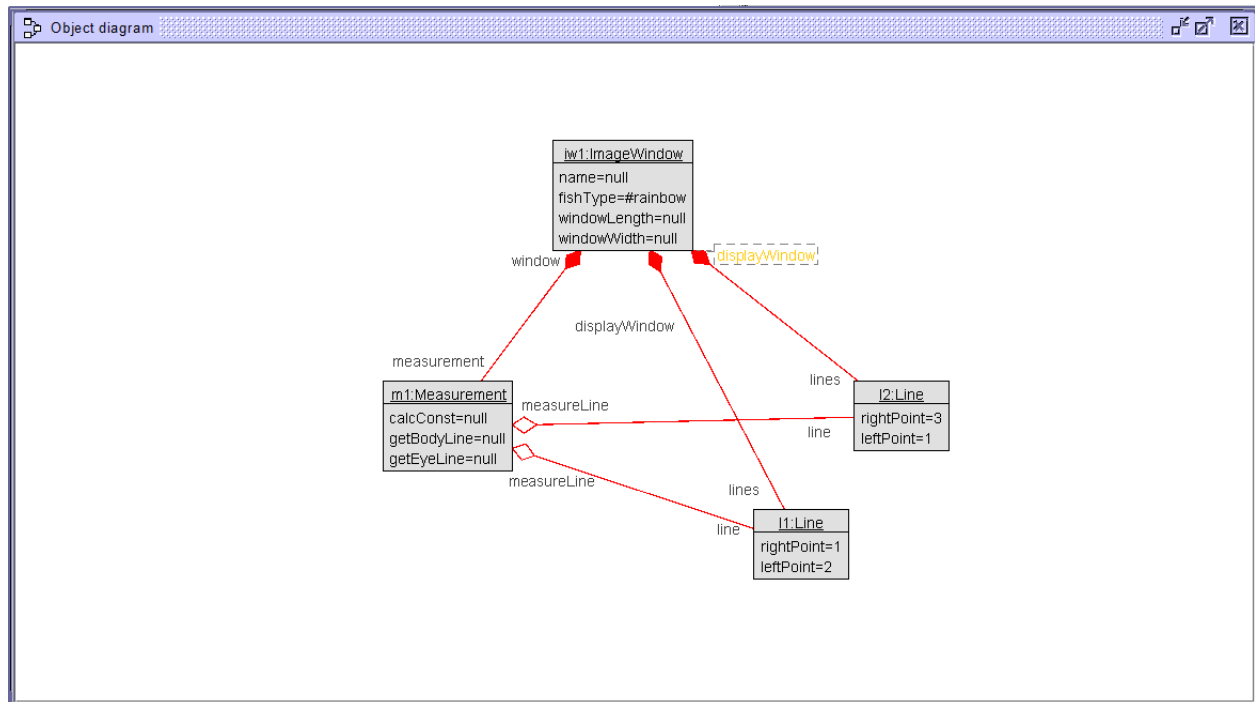 Object diagram
iw1:ImageWindow
name=null
fishType=#rainbow
windowLength=null
windowWidth=null
window
displayWindow
displayWindow
measurement
lines
m1:Measurement
calcConst=null
getBodyLine=null
getEyeLine=null
measureLine
line
l2:Line
rightPoint=3
leftPoint=1
measureLine
lines
line
l1:Line
rightPoint=1
leftPoint=2